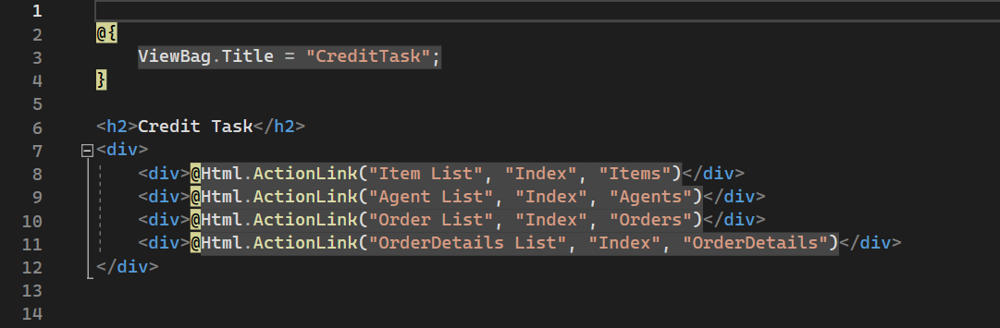 1
2 @{
3 ViewBag.Title = "CreditTask";
4 }
5
6 <h2>Credit Task</h2>
7 <div>
8 <div>@Html.ActionLink("Item List", "Index", "Items")</div>
9 <div>@Html.ActionLink("Agent List", "Index", "Agents")</div>
10 <div>@Html.ActionLink("Order List", "Index", "Orders")</div>
11 <div>@Html.ActionLink("OrderDetails List", "Index", "OrderDetails")</div>
12 </div>
13
14